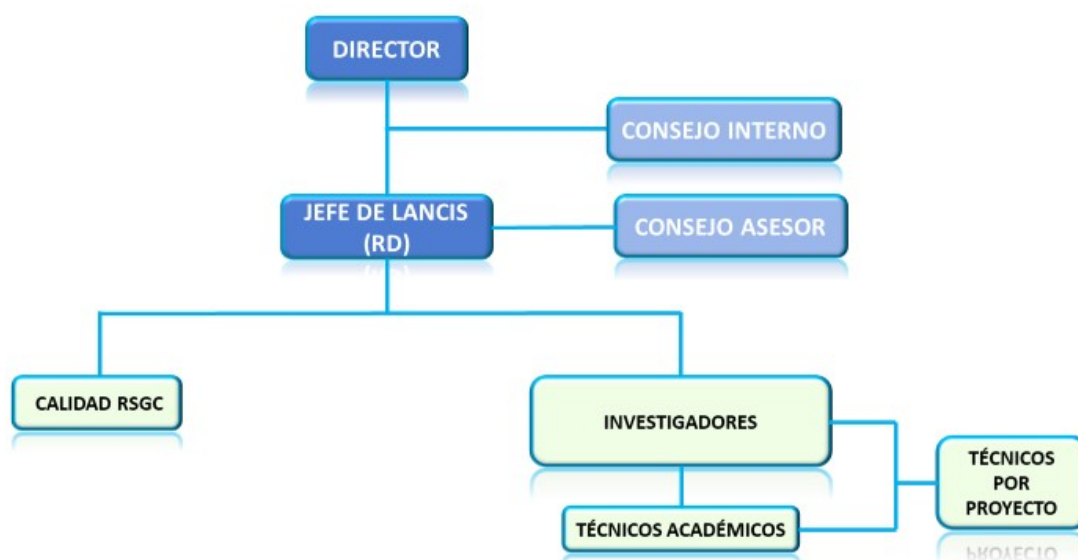 DIRECTOR
CONSEJO INTERNO
JEFE DE LANCIS
(RD)
CONSEJO ASESOR
CALIDAD RSGC
INVESTIGADORES
TÉCNICOS
POR
PROYECTO
TÉCNICOS ACADÉMICOS